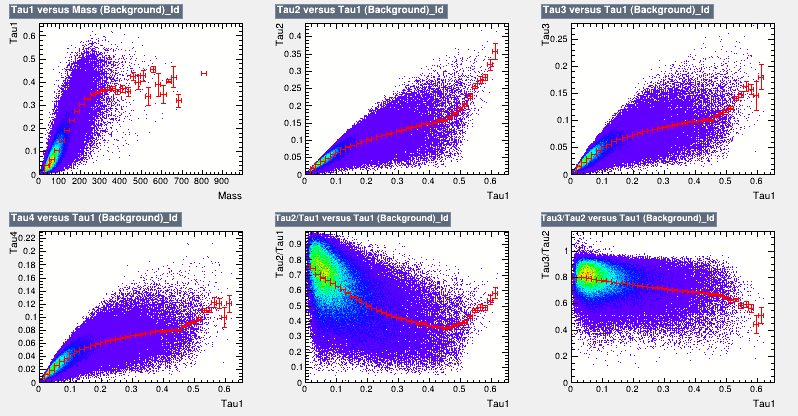 Tau1 versus Mass (Background)_Id
Tau1
0.6
0.5
0.4
0.3
0.2
0.1
0
0 100 200 300 400 500 600 700 800 900
Mass
Tau2 versus Tau1 (Background)_Id
Tau2
0.4
0.35
0.3
0.25
0.2
0.15
0.1
0.05
0
0 0.1 0.2 0.3 0.4 0.5 0.6
Tau1
Tau3 versus Tau1 (Background)_Id
Tau3
0.25
0.2
0.15
0.1
0.05
0
0 0.1 0.2 0.3 0.4 0.5 0.6
Tau1
Tau4 versus Tau1 (Background)_Id
Tau4
0.22
0.2
0.18
0.16
0.14
0.12
0.1
0.08
0.06
0.04
0.02
0
0 0.1 0.2 0.3 0.4 0.5 0.6
Tau1
Tau2/Tau1 versus Tau1 (Background)_Id
Tau2/Tau1
0.9
0.8
0.7
0.6
0.5
0.4
0.3
0.2
0.1
0
0 0.1 0.2 0.3 0.4 0.5 0.6
Tau1
Tau3/Tau2 versus Tau1 (Background)_Id
Tau3/Tau2
1
0.8
0.6
0.4
0.2
0
0 0.1 0.2 0.3 0.4 0.5 0.6
Tau1